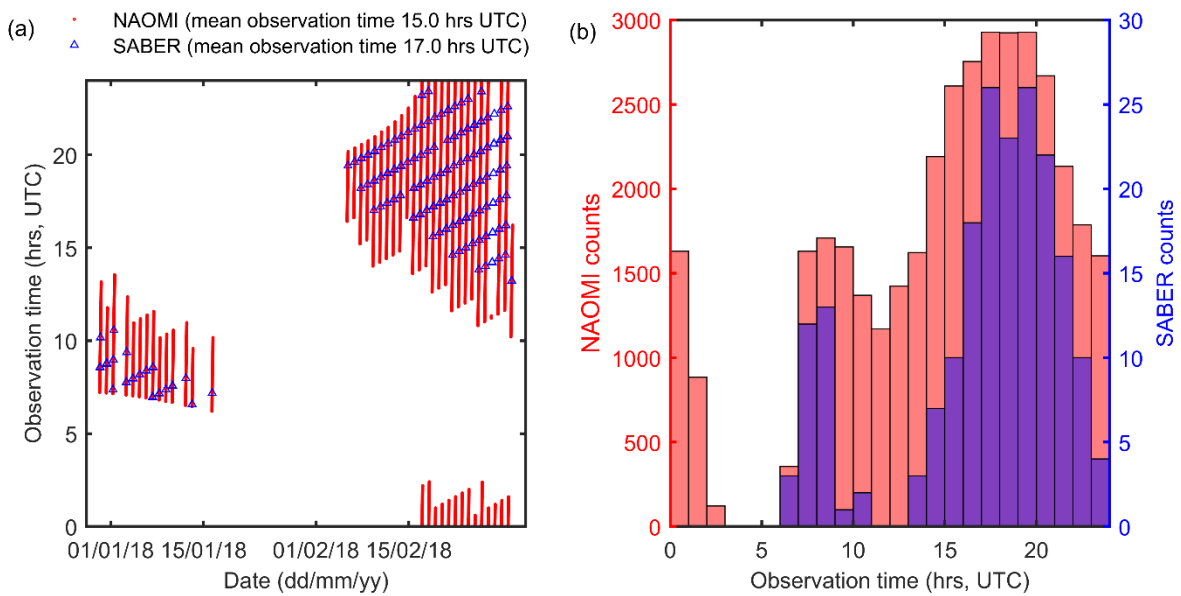 (a)
NAOMI (mean observation time 15.0 hrs UTC)
SABER (mean observation time 17.0 hrs UTC)
Observation time (hrs, UTC)
20
15
10
5
0
01/01/18 15/01/18 01/02/18 15/02/18
Date (dd/mm/yy)
(b)
NAOMI counts
3000
2500
2000
1500
1000
500
0
SABER counts
30
25
20
15
10
5
0
0 5 10 15 20
Observation time (hrs, UTC)